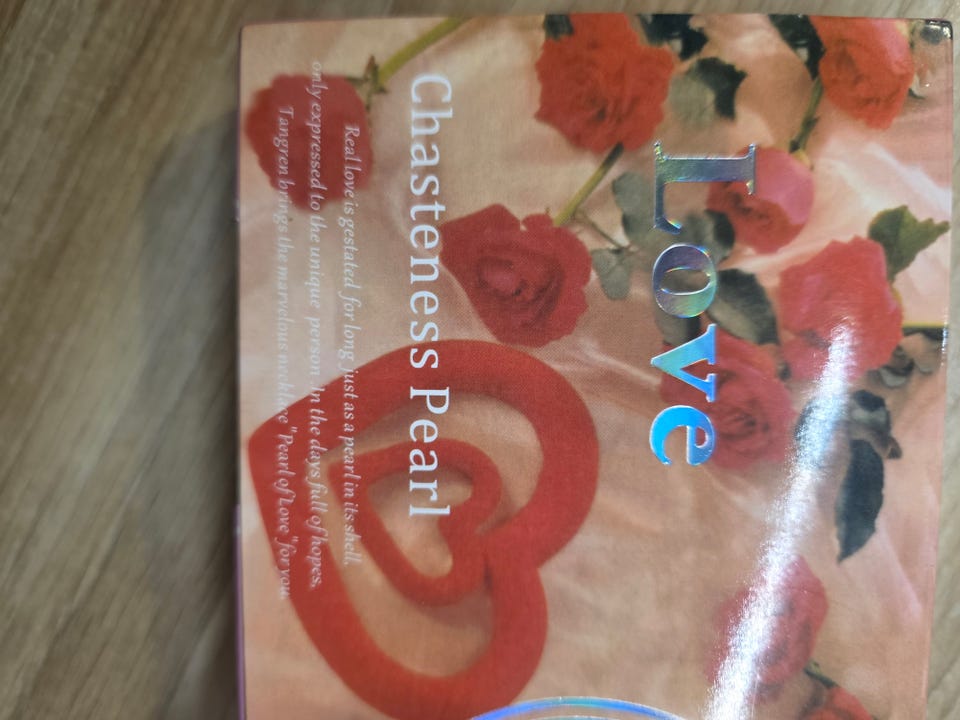 Love
Chasteness Pearl
Real love is gestated for long just as a pearl in its shell,
only expressed to the unique person. In the days full of hopes,
Tangren brings the marvelous necklace "Pearl of Love" for you.